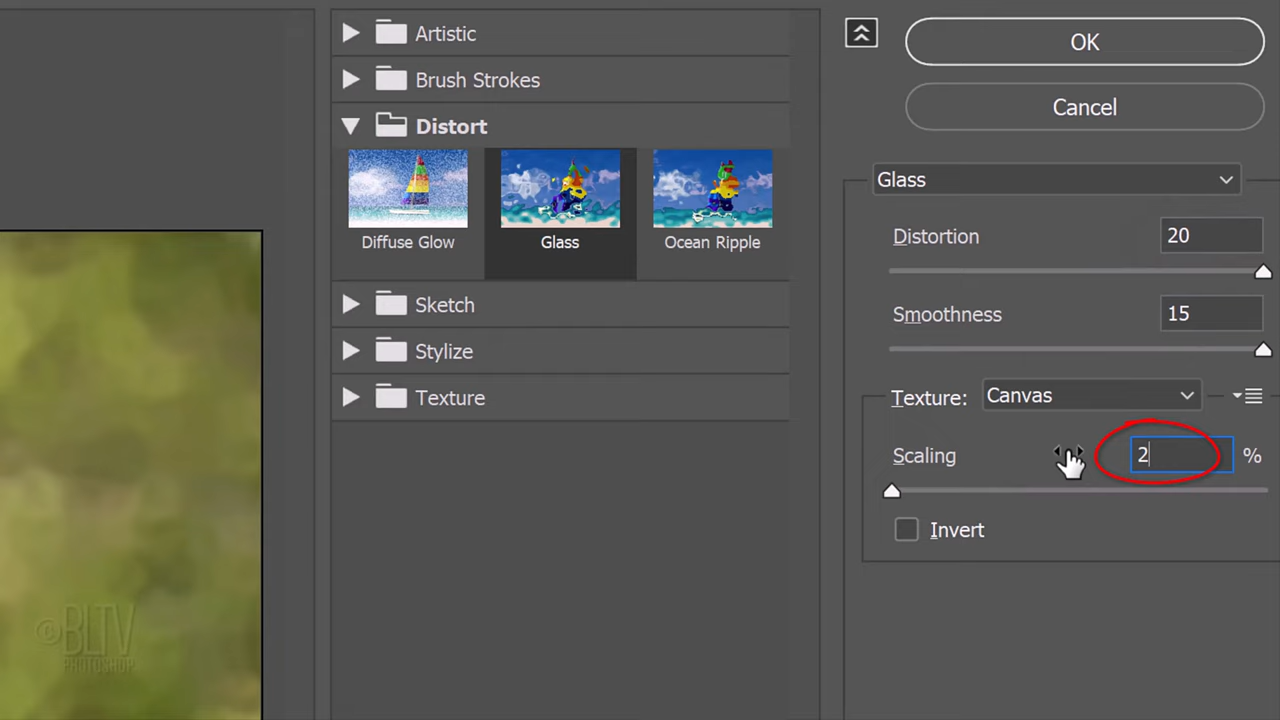 Artistic
Brush Strokes
Distort
Diffuse Glow
Glass
Ocean Ripple
Sketch
Stylize
Texture
OK
Cancel
Glass
Distortion 20
Smoothness 15
Texture: Canvas
Scaling 2 %
Invert
©BLTV
PHOTOSHOP